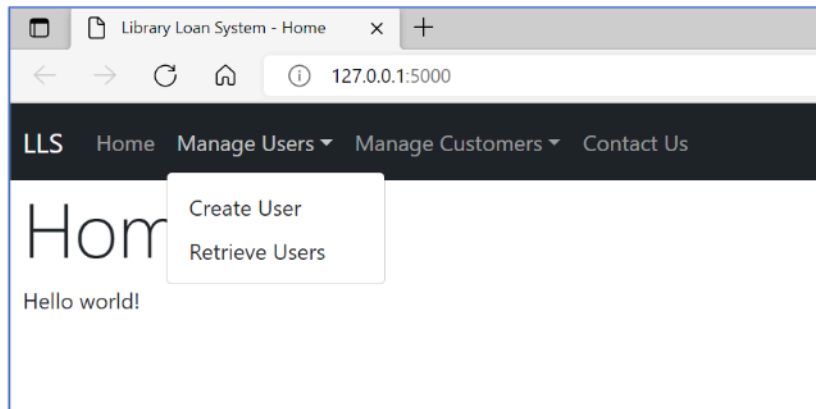 Library Loan System - Home
127.0.0.1:5000
LLS Home Manage Users Manage Customers Contact Us
Create User
Hom
Retrieve Users
Hello world!